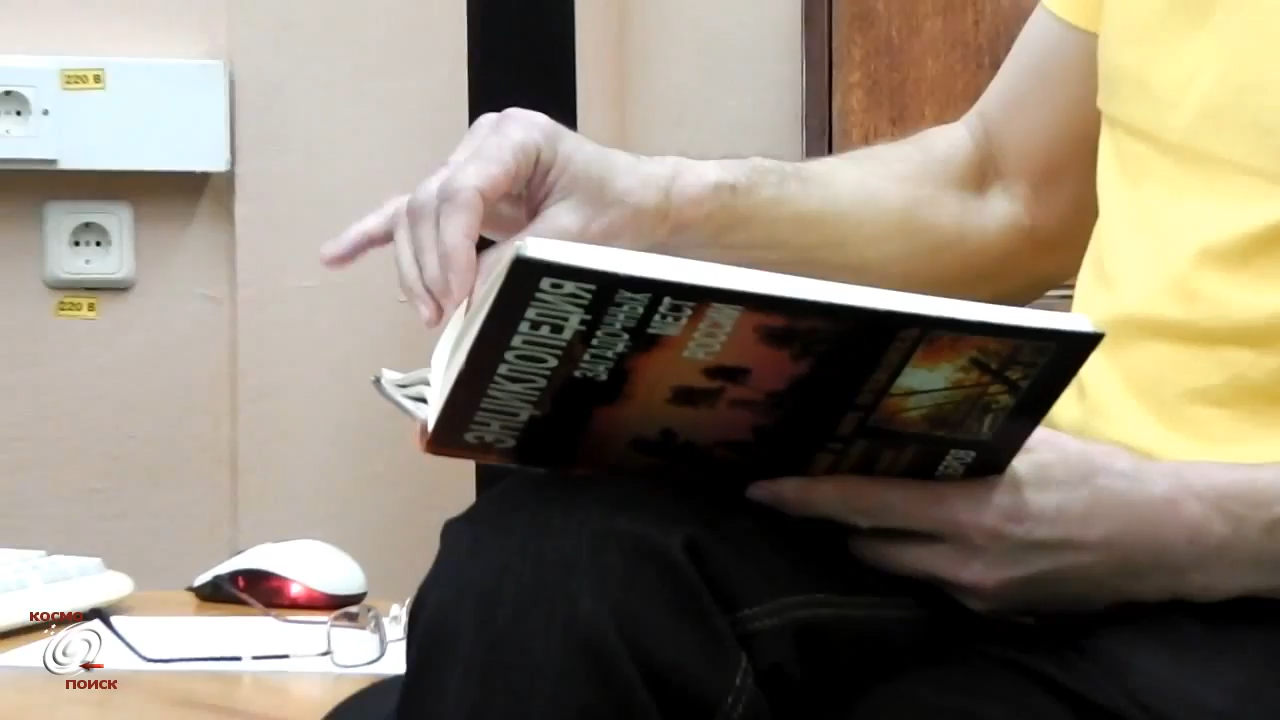 220 В
220 В
ЭНЦИКЛОПЕДИЯ
ЗАГАДОЧНЫХ
МЕСТ
РОССИИ
космо
поиск